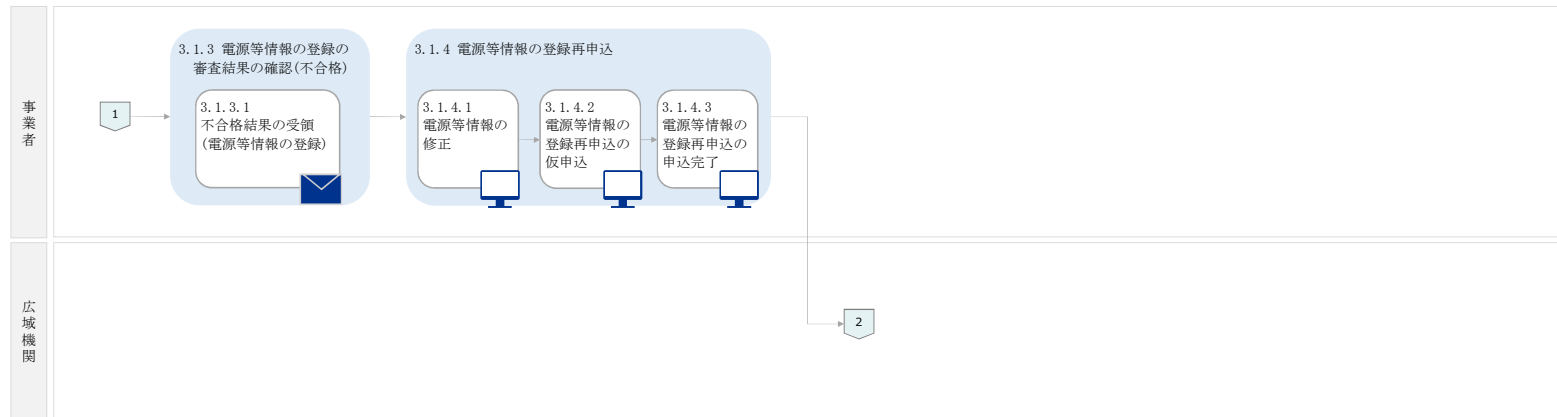 事業者
1
3.1.3 電源等情報の登録の
審査結果の確認(不合格)
3.1.3.1
不合格結果の受領
(電源等情報の登録)
3.1.4 電源等情報の登録再申込
3.1.4.1
電源等情報の
修正
3.1.4.2
電源等情報の
登録再申込の
仮申込
3.1.4.3
電源等情報の
登録再申込の
申込完了
広域機関
2